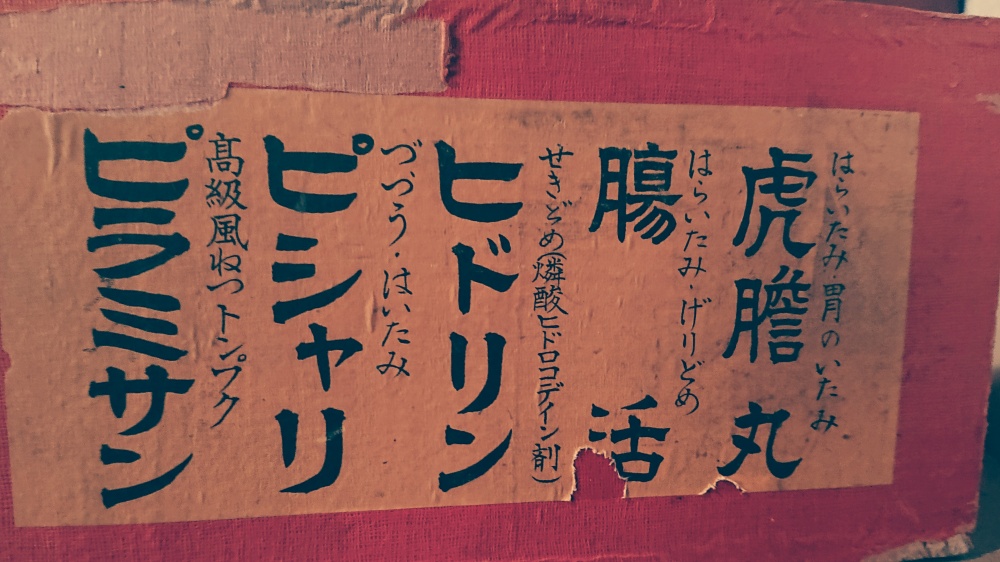 はらいたみ・胃のいたみ
虎膽丸
はらいたみ・げりどめ
腸活
せきどめ(燐酸ヒドロコデイン剤)
ヒドリン
づつう・はいたみ
ピシャリ
高級風ねつトンプク
ピラミサン